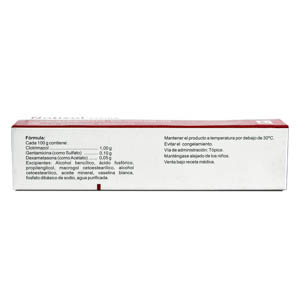 Fórmula:
Cada 100 g contiene:
Clotrimazol 1,00 g
Gentamicina (como Sulfato) 0,10 g
Dexametasona (como Acetato) 0,05 g
Excipientes: Alcohol bencílico, ácido fosfórico,
propilenglicol, macrogol cetoestearílico, alcohol
cetoestearílico, aceite mineral, vaselina blanca,
fosfato dibásico de sodio, agua purificada.
Mantener el producto a temperatura por debajo de 30°C.
Evitar el congelamiento.
Vía de administración: Tópica.
Manténgase alejado de los niños.
Venta bajo receta médica.